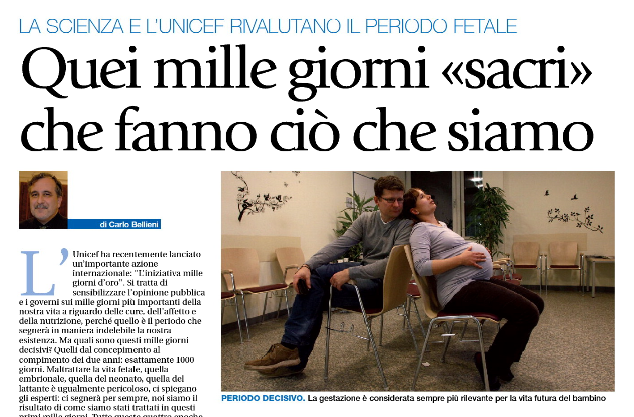 LA SCIENZA E L'UNICEF RIVALUTANO IL PERIODO FETALE
Quei mille giorni «sacri»
che fanno ciò che siamo
di Carlo Bellieni
L'Unicef ha recentemente lanciato
un'importante azione
internazionale: "L'iniziativa mille
giorni d'oro". Si tratta di
sensibilizzare l'opinione pubblica
e i governi sui mille giorni più importanti della
nostra vita a riguardo delle cure, dell'affetto e
della nutrizione, perché quello è il periodo che
segnerà in maniera indelebile la nostra
esistenza. Ma quali sono questi mille giorni
decisivi? Quelli dal concepimento al
compimento dei due anni: esattamente 1000
giorni. Maltrattare la vita fetale, quella
embrionale, quella del neonato, quella del
lattante è ugualmente pericoloso, ci spiegano
gli esperti: ci segnerà per sempre, noi siamo il
risultato di come siamo stati trattati in questi
PERIODO DECISIVO. La gestazione è considerata sempre più rilevante per la vita futura del bambino